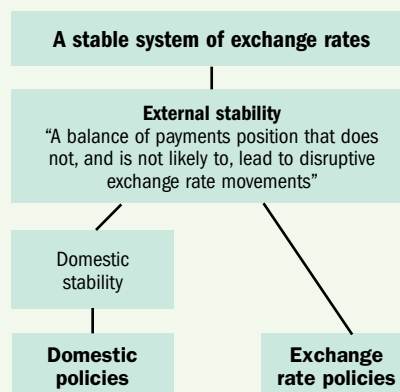 A stable system of exchange rates
External stability
“A balance of payments position that does
not, and is not likely to, lead to disruptive
exchange rate movements”
Domestic
stability
Domestic
policies
Exchange
rate policies